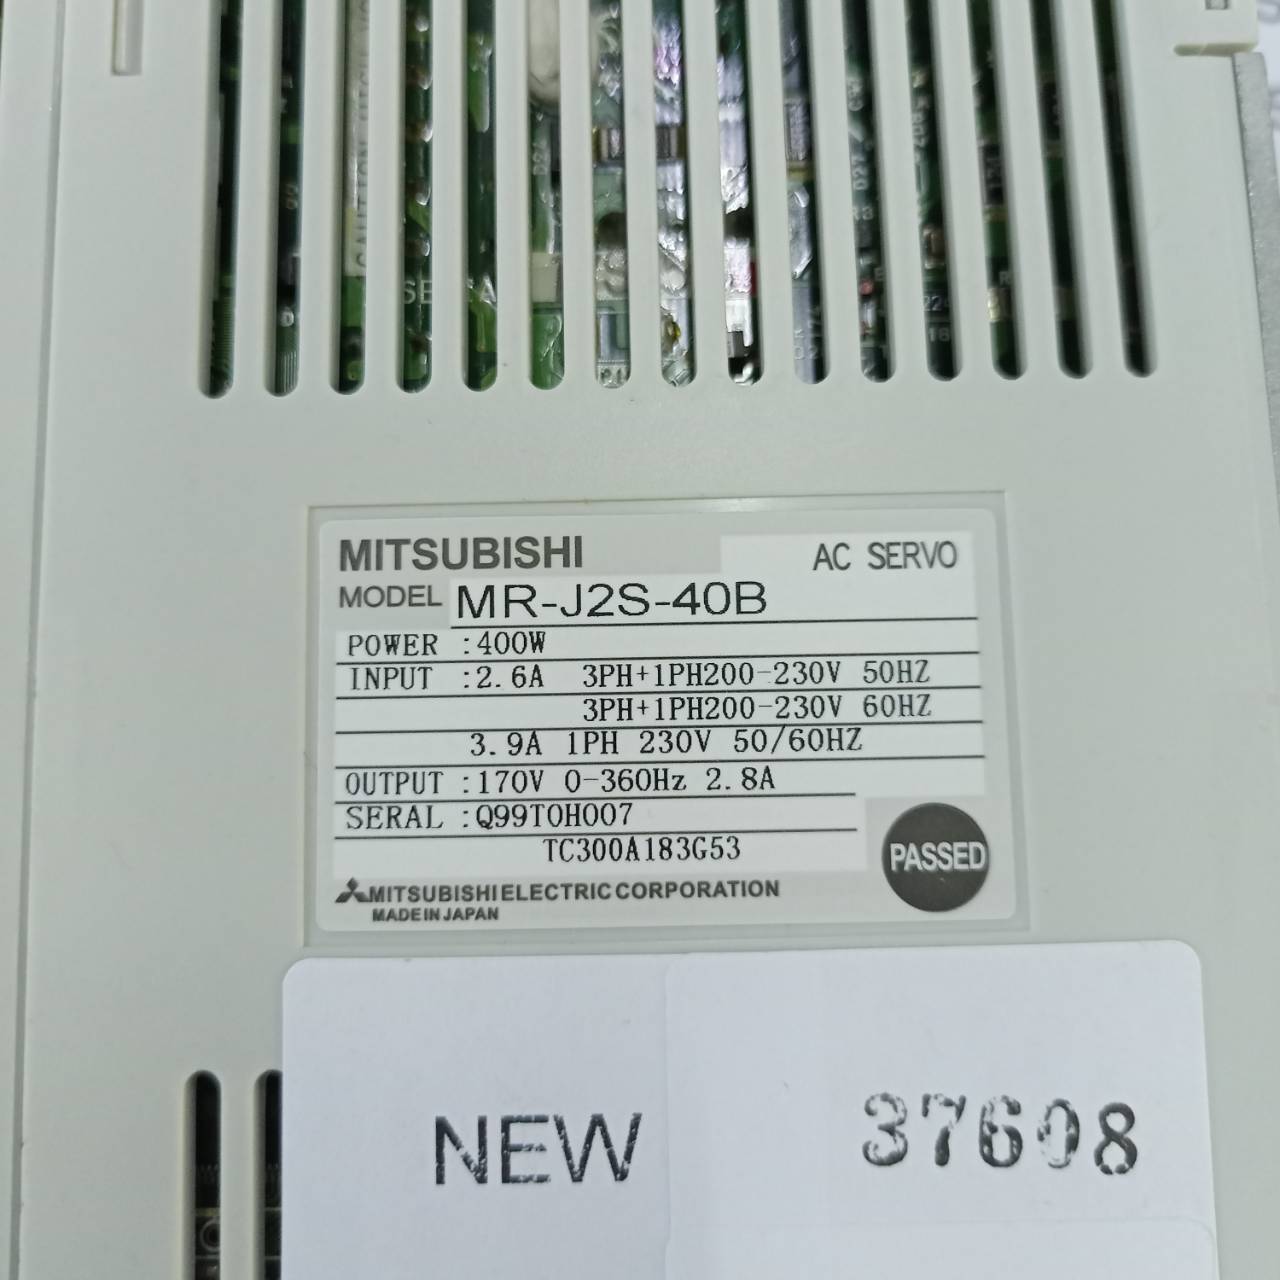 MITSUBISHI
AC SERVO
MODEL MR-J2S-40B
POWER :400W
INPUT :2.6A 3PH+1PH200-230V 50HZ
3PH+1PH200-230V 60HZ
3.9A 1PH 230V 50/60HZ
OUTPUT :170V 0-360Hz 2.8A
SERAL :Q99T0H007
TC300A183G53
PASSED
MITSUBISHI ELECTRIC CORPORATION
MADE IN JAPAN
NEW
37608